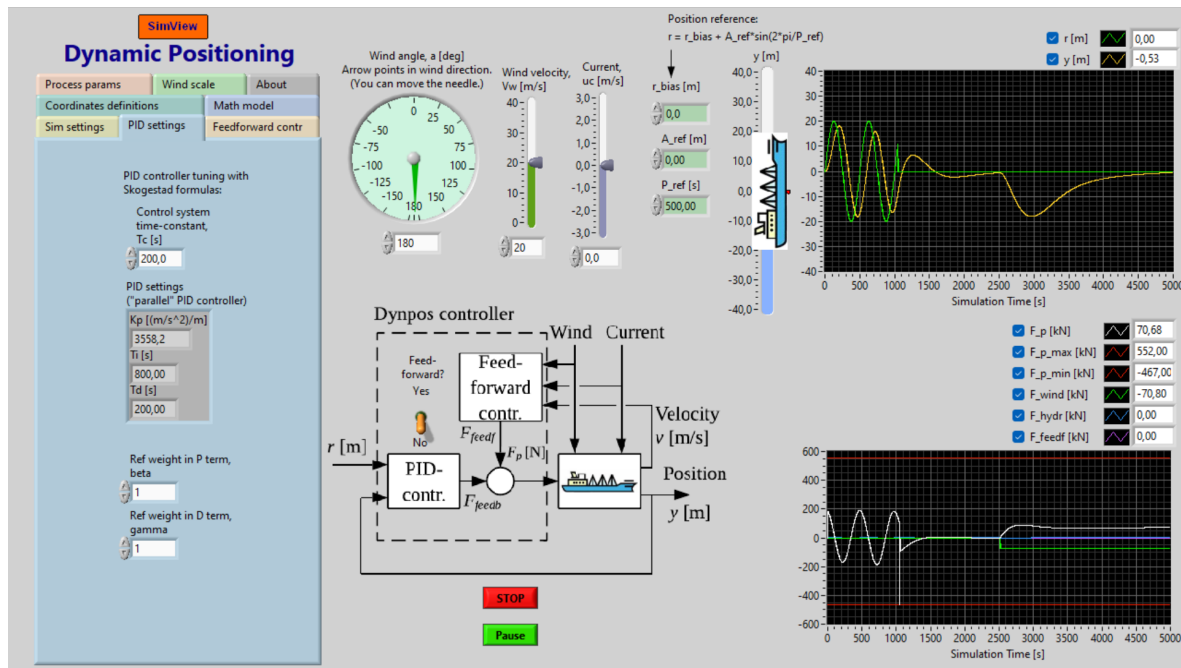 SimView
Dynamic Positioning
Process params
Wind scale
About
Coordinates definitions
Math model
Sim settings
PID settings
Feedforward contr
PID controller tuning with
Skogestad formulas:
Control system
time-constant,
Tc [s]
200,0
PID settings
("parallel" PID controller)
Kp [(m/s^2)/m]
3558,2
Ti [s]
800,00
Td [s]
200,00
Ref weight in P term,
beta
1
Ref weight in D term,
gamma
1
Wind angle, a [deg]
Arrow points in wind direction.
(You can move the needle.)
0
25
50
75
100
125
150
180
-150
-125
-100
-75
-50
-25
180
Wind velocity,
Vw [m/s]
40
30
20
10
0
20
Current,
uc [m/s]
3,0
2,0
1,0
0,0
-1,0
-2,0
-3,0
0,0
Position reference:
r = r_bias + A_ref*sin(2*pi/P_ref)
r_bias [m]
0,0
A_ref [m]
0,00
P_ref [s]
500,00
y [m]
40,0
30,0
20,0
10,0
0,0
-10,0
-20,0
-30,0
-40,0
r [m] 0,00
y [m] -0,53
40
30
20
10
0
-10
-20
-30
-40
0 500 1000 1500 2000 2500 3000 3500 4000 4500 5000
Simulation Time [s]
Dynpos controller
Wind
Current
Feed-
forward?
Yes
No
Feed-
forward
contr.
F_feedf
F_p [N]
r [m]
PID-
contr.
F_feedb
Velocity
v [m/s]
Position
y [m]
STOP
Pause
F_p [kN] 70,68
F_p_max [kN] 552,00
F_p_min [kN] -467,00
F_wind [kN] -70,80
F_hydr [kN] 0,00
F_feedf [kN] 0,00
600
400
200
0
-200
-400
-600
0 500 1000 1500 2000 2500 3000 3500 4000 4500 5000
Simulation Time [s]